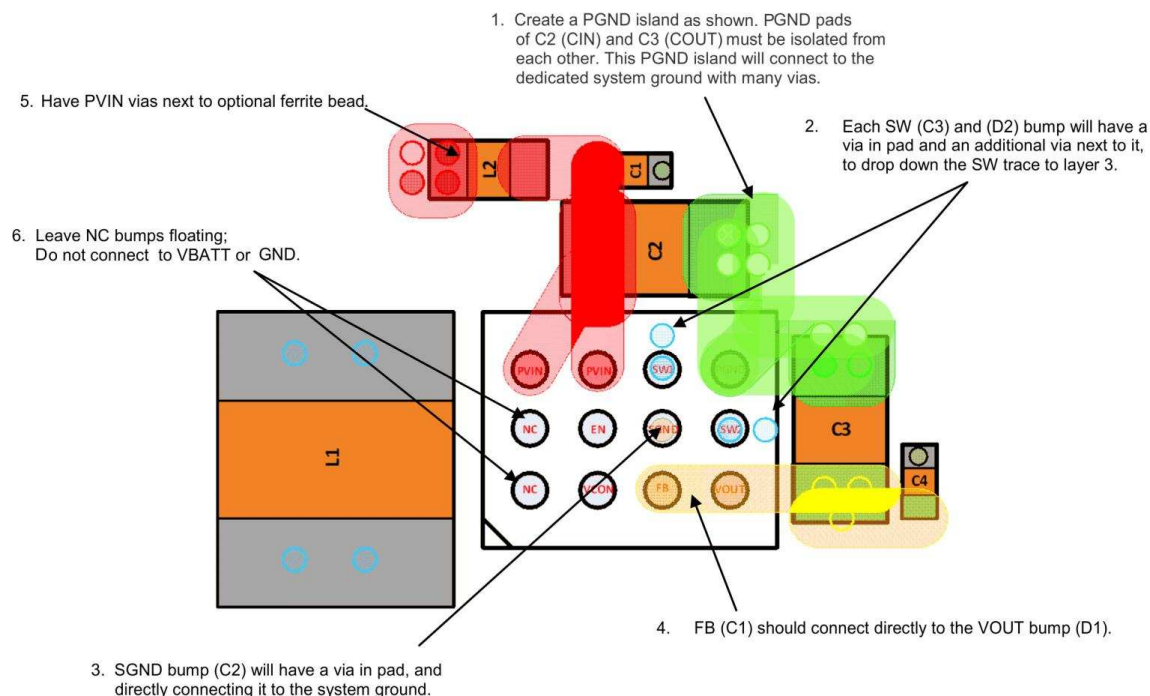 1. Create a PGND island as shown. PGND pads
of C2 (CIN) and C3 (COUT) must be isolated from
each other. This PGND island will connect to the
dedicated system ground with many vias.
5. Have PVIN vias next to optional ferrite bead.
2. Each SW (C3) and (D2) bump will have a
via in pad and an additional via next to it,
to drop down the SW trace to layer 3.
L2
C1
6. Leave NC bumps floating;
Do not connect to VBATT or GND.
C2
PVIN PVIN SW1 PGND
NC EN SGND SW2
C3
L1
NC VCON FB VOUT
C4
4. FB (C1) should connect directly to the VOUT bump (D1).
3. SGND bump (C2) will have a via in pad, and
directly connecting it to the system ground.